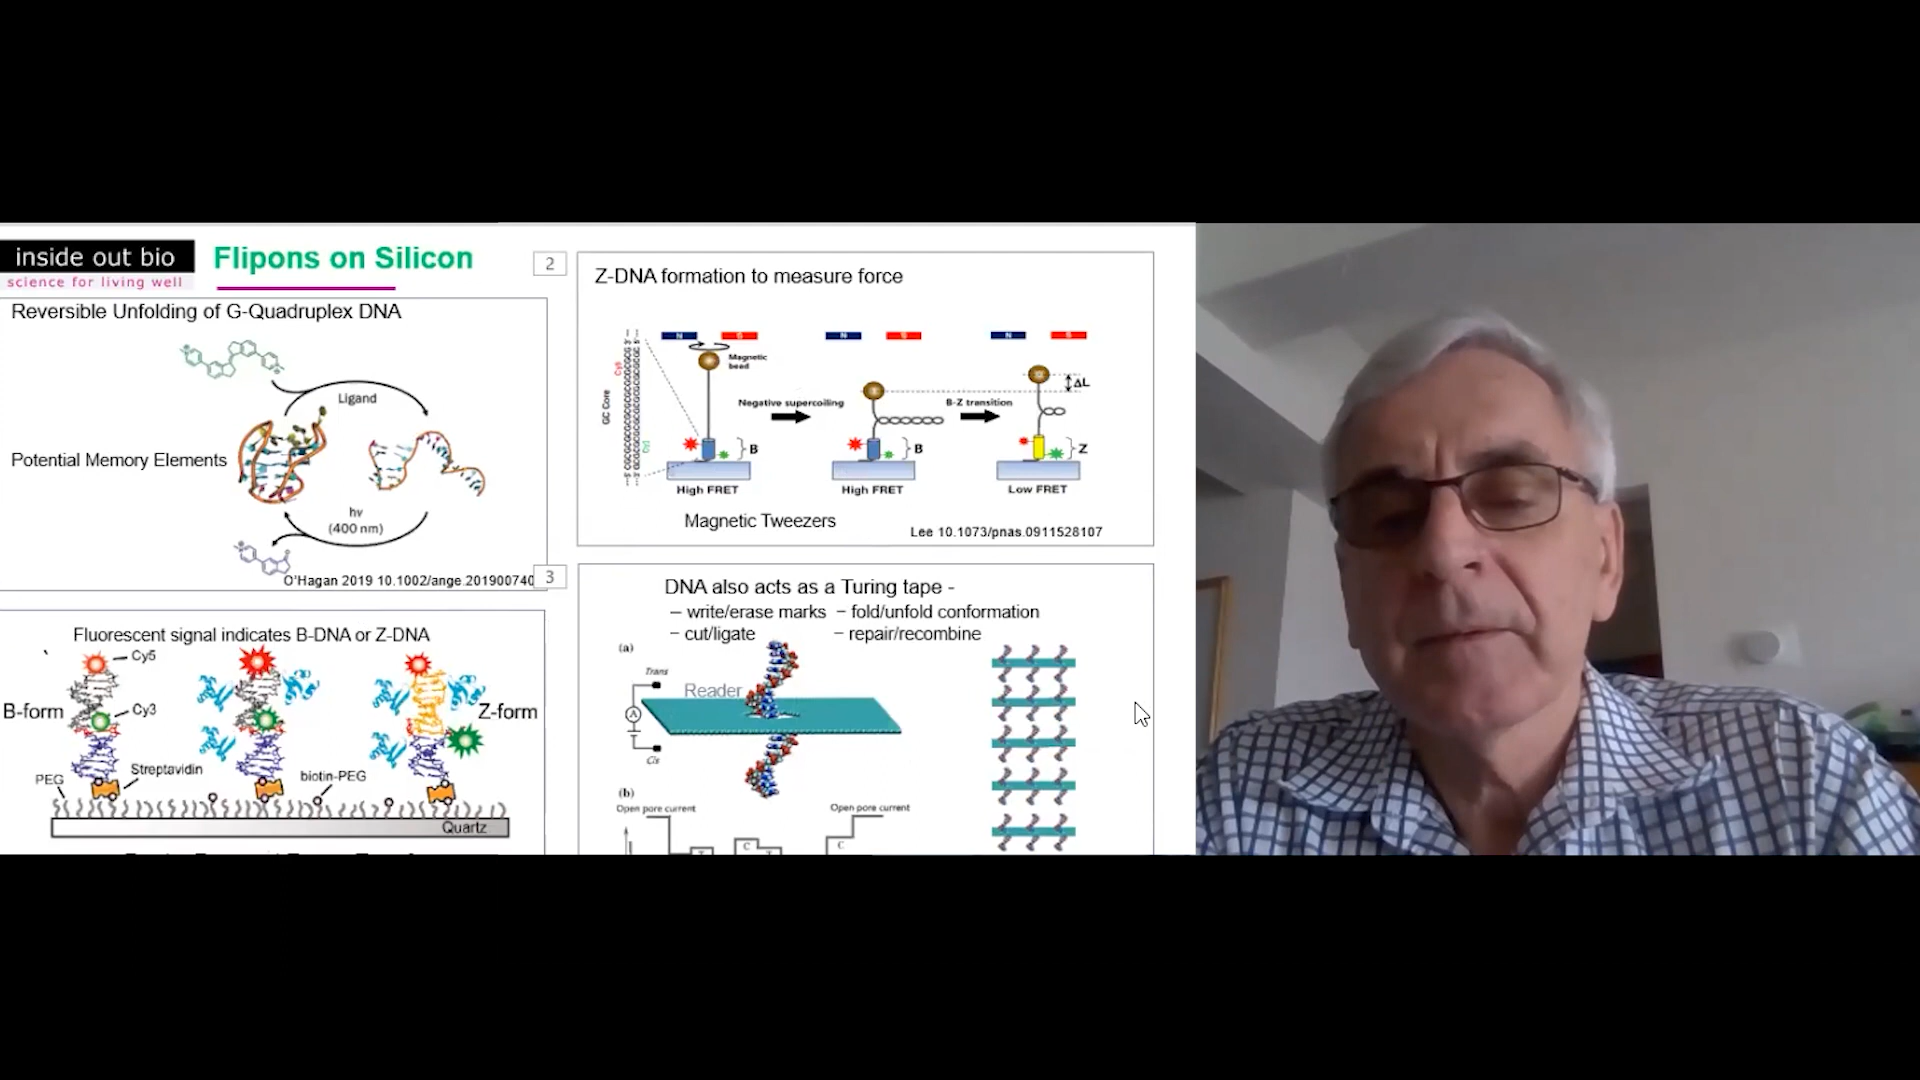 inside out bio
science for living well
Flipons on Silicon
Reversible Unfolding of G-Quadruplex DNA
Ligand
Potential Memory Elements
hν
(400 nm)
O'Hagan 2019 10.1002/ange.201900740
2
Z-DNA formation to measure force
N
S
N
S
N
S
Cy5
GC Core
Cy3
Magnetic
bead
Negative supercoiling
B-Z transition
ΔL
B
B
Z
High FRET
High FRET
Low FRET
Magnetic Tweezers
Lee 10.1073/pnas.0911528107
Fluorescent signal indicates B-DNA or Z-DNA
Cy5
B-form
Cy3
Z-form
PEG
Streptavidin
biotin-PEG
Quartz
3
DNA also acts as a Turing tape -
– write/erase marks – fold/unfold conformation
– cut/ligate – repair/recombine
(a)
Trans
Reader
A
Cis
(b)
Open pore current
Open pore current
C
C